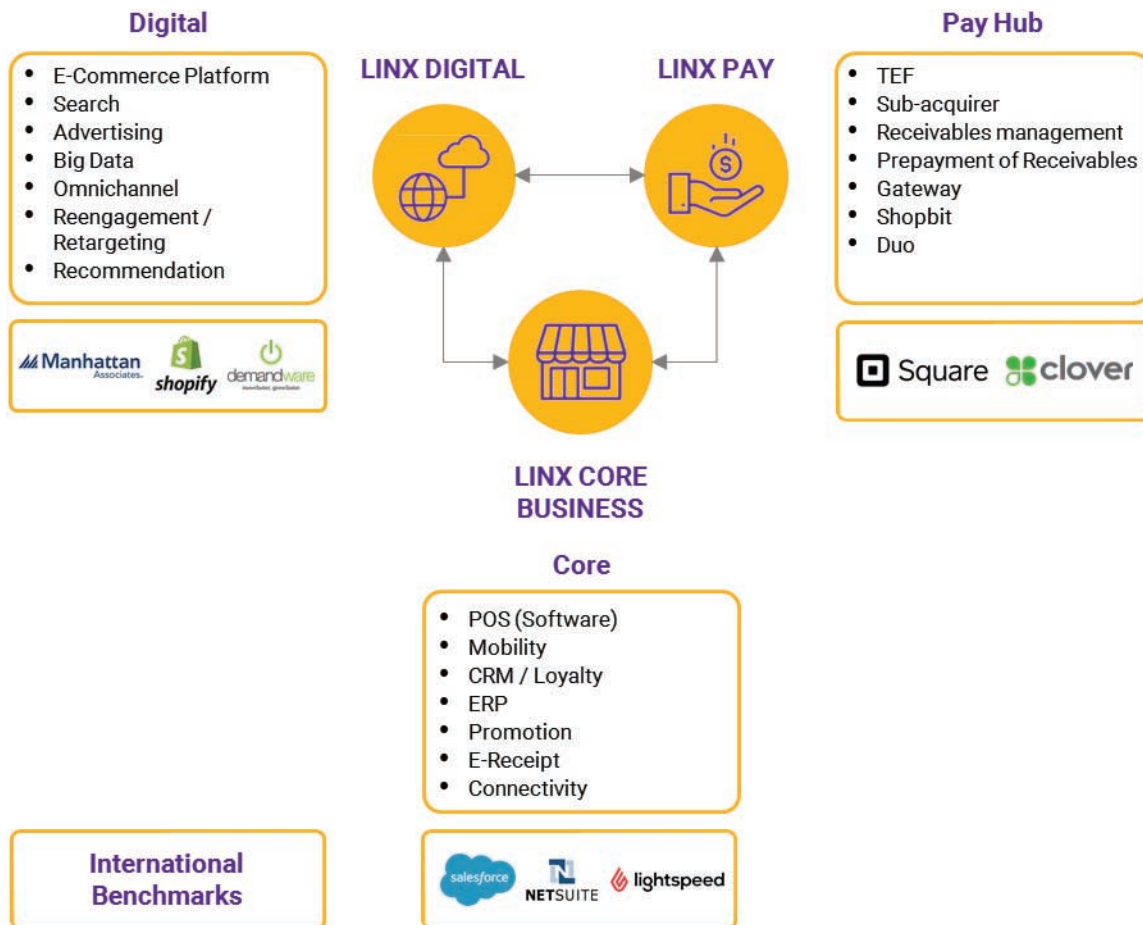 Digital
E-Commerce Platform
Search
Advertising
Big Data
Omnichannel
Reengagement /
Retargeting
Recommendation
Manhattan
Associates.
shopify
demandware
LINX DIGITAL
LINX PAY
$
Pay Hub
TEF
Sub-acquirer
Receivables management
Prepayment of Receivables
Gateway
Shopbit
Duo
Square
clover
LINX CORE
BUSINESS
Core
POS (Software)
Mobility
CRM / Loyalty
ERP
Promotion
E-Receipt
Connectivity
International
Benchmarks
salesforce
N
NETSUITE
lightspeed